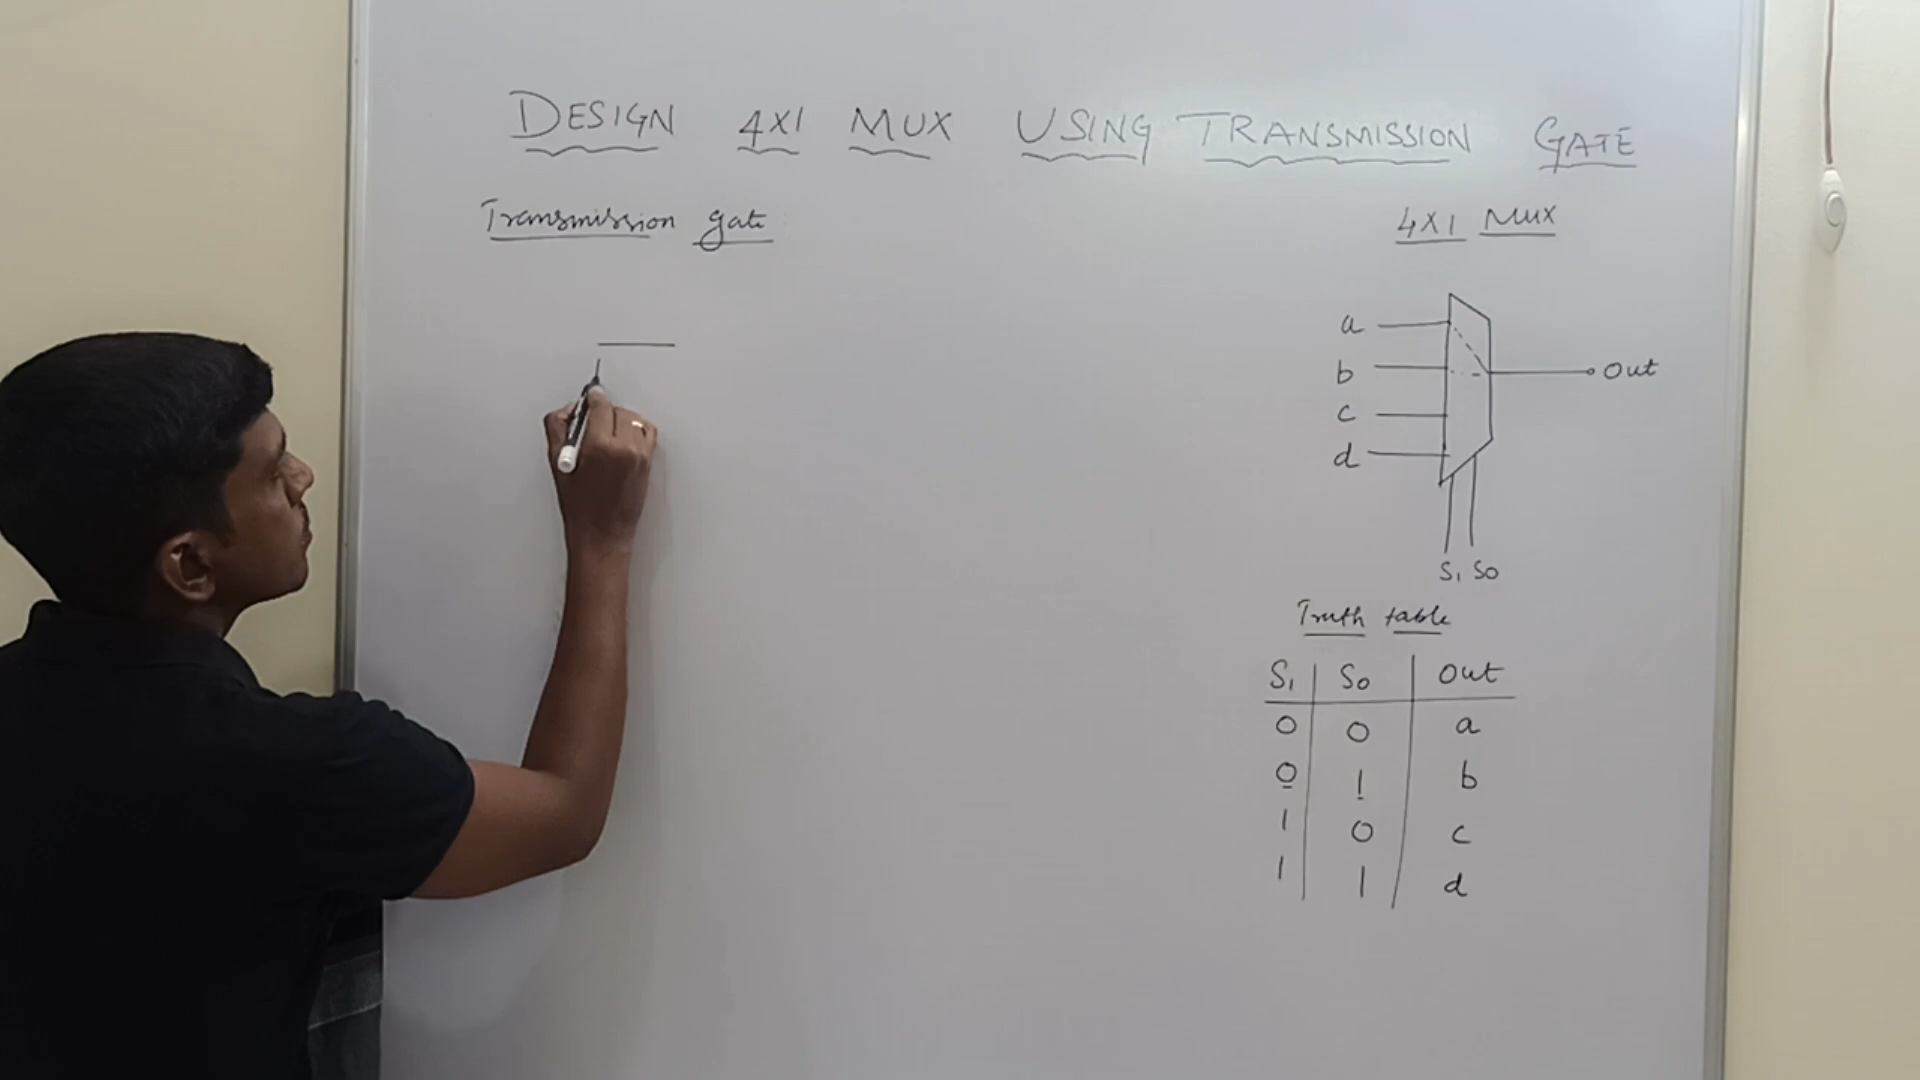 DESIGN 4X1 MUX USING TRANSMISSION GATE
Transmission gate
4X1 MUX
a
b
c
d
Out
S1 S0
Truth table
S1 S0 Out
0 0 a
0 1 b
1 0 c
1 1 d